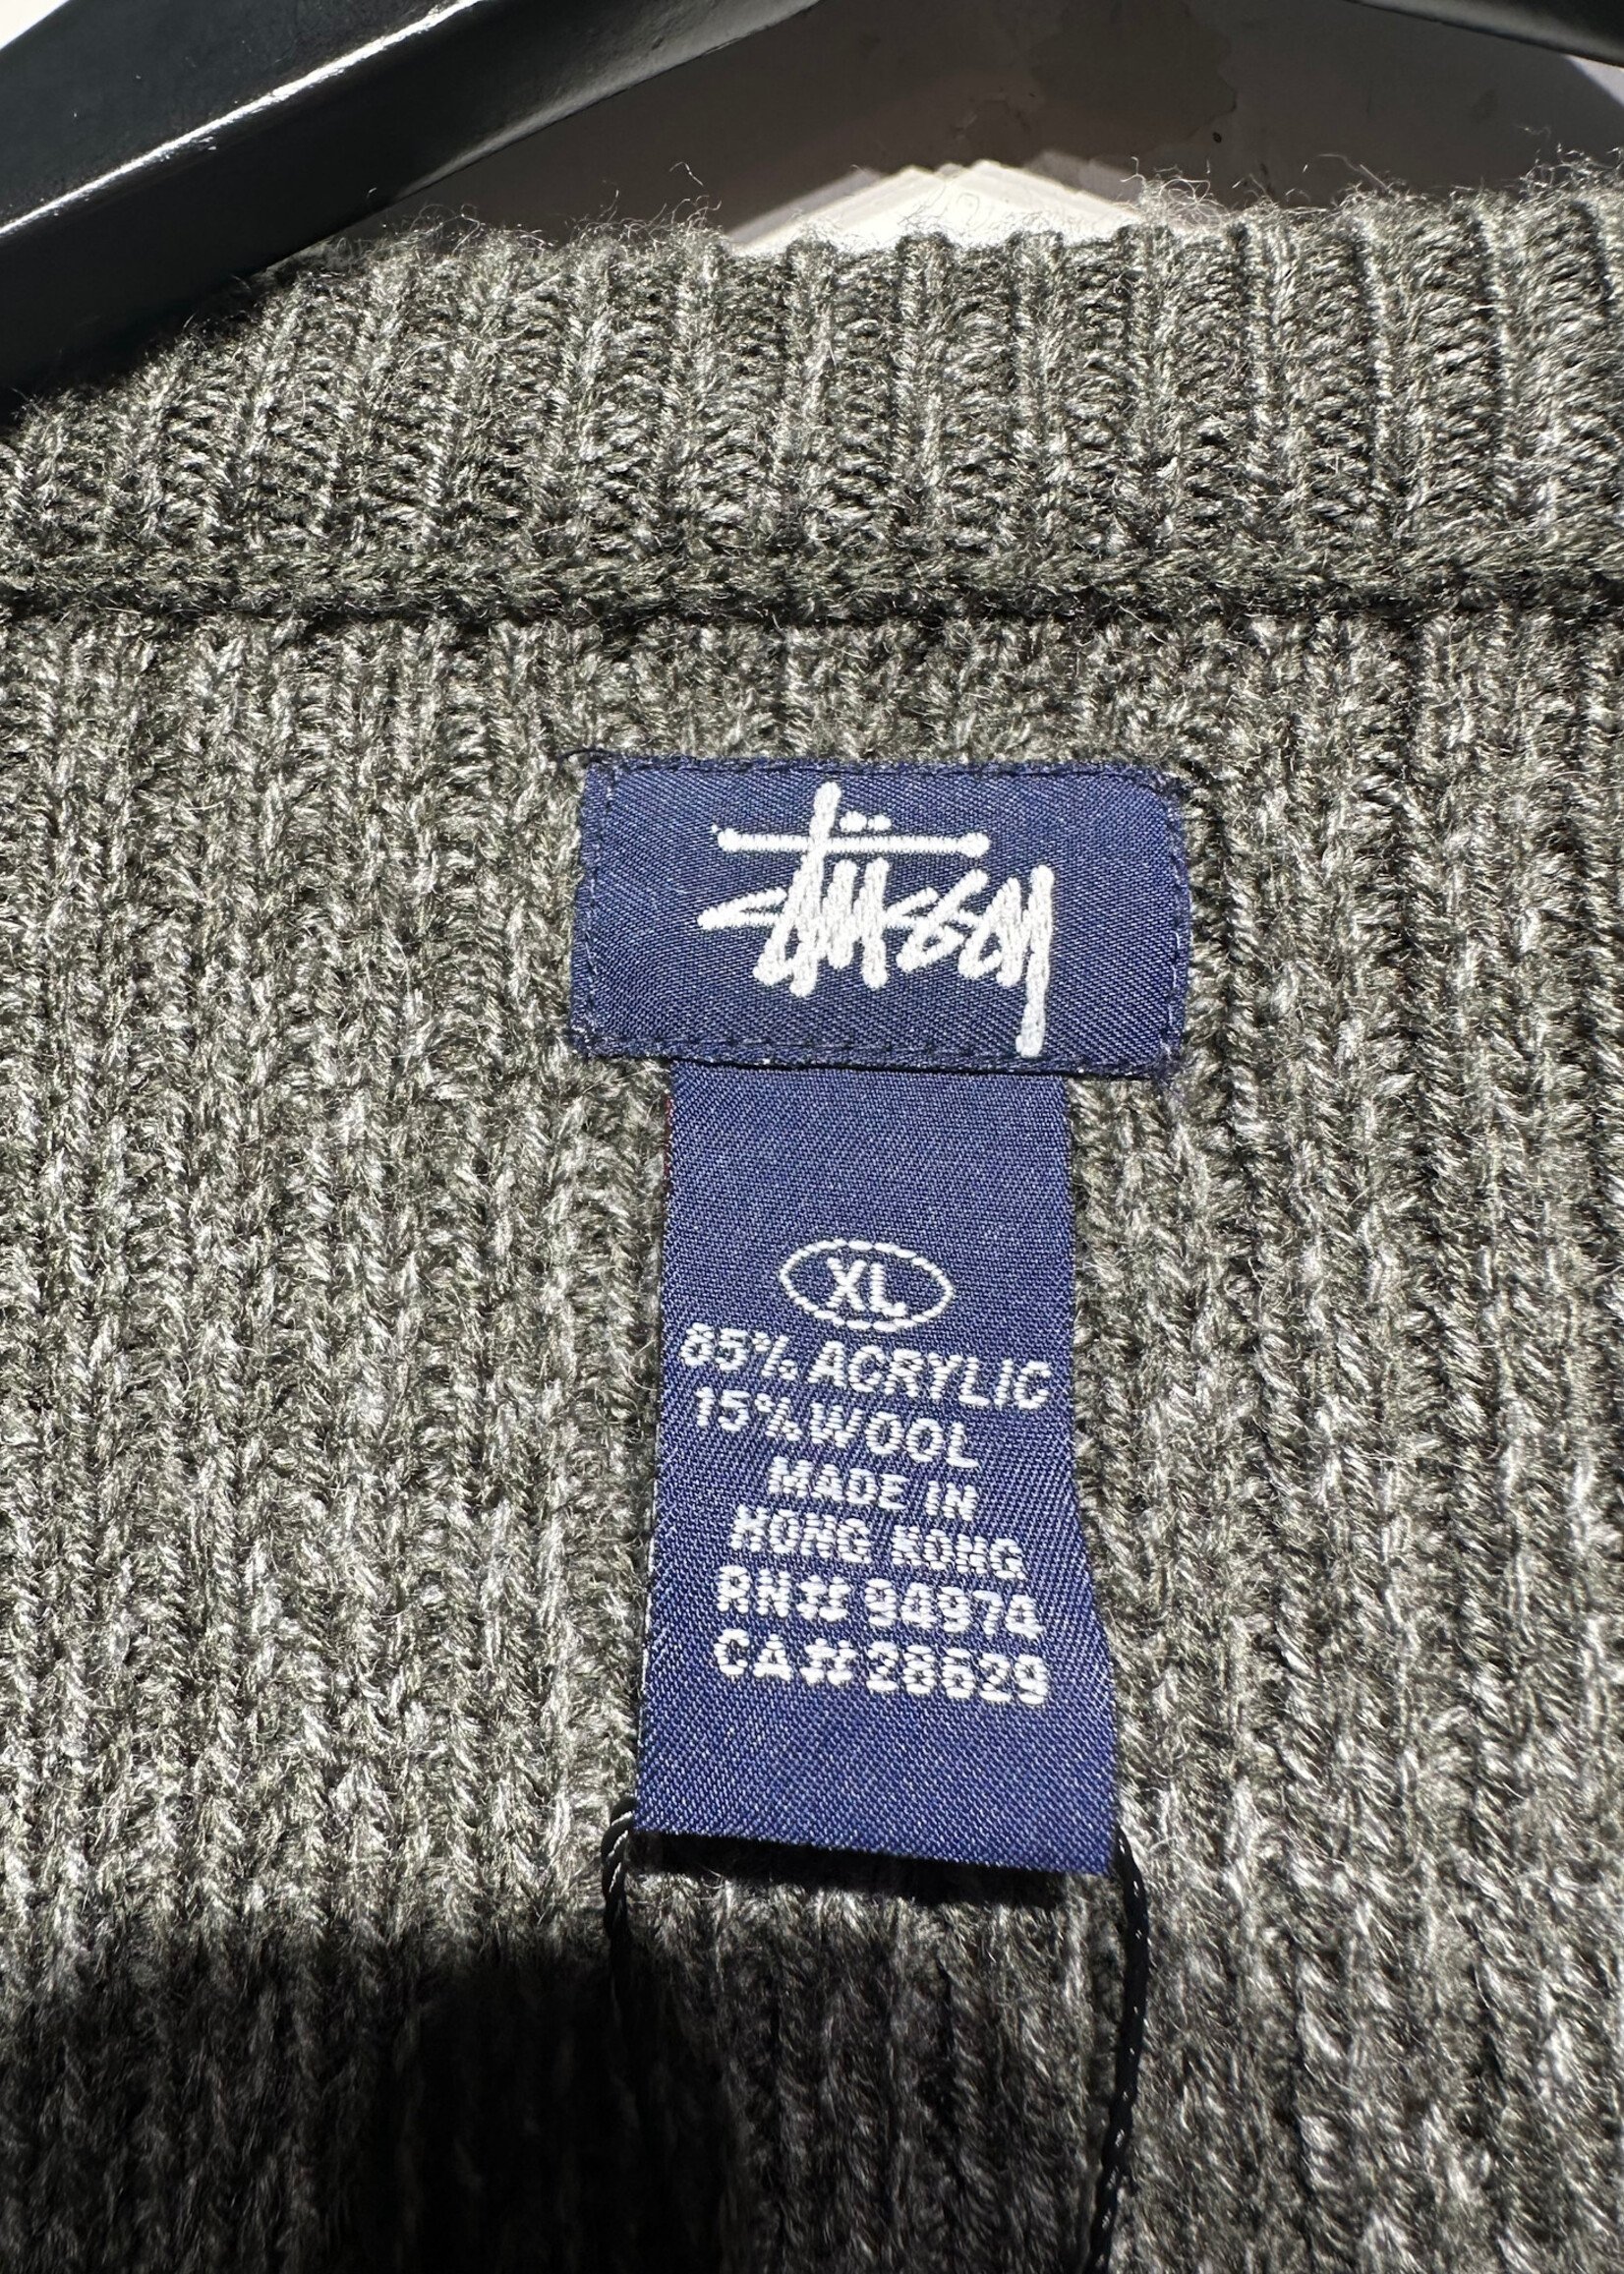 Stüssy
XL
85% ACRYLIC
15% WOOL
MADE IN
HONG KONG
RN# 94974
CA# 28629